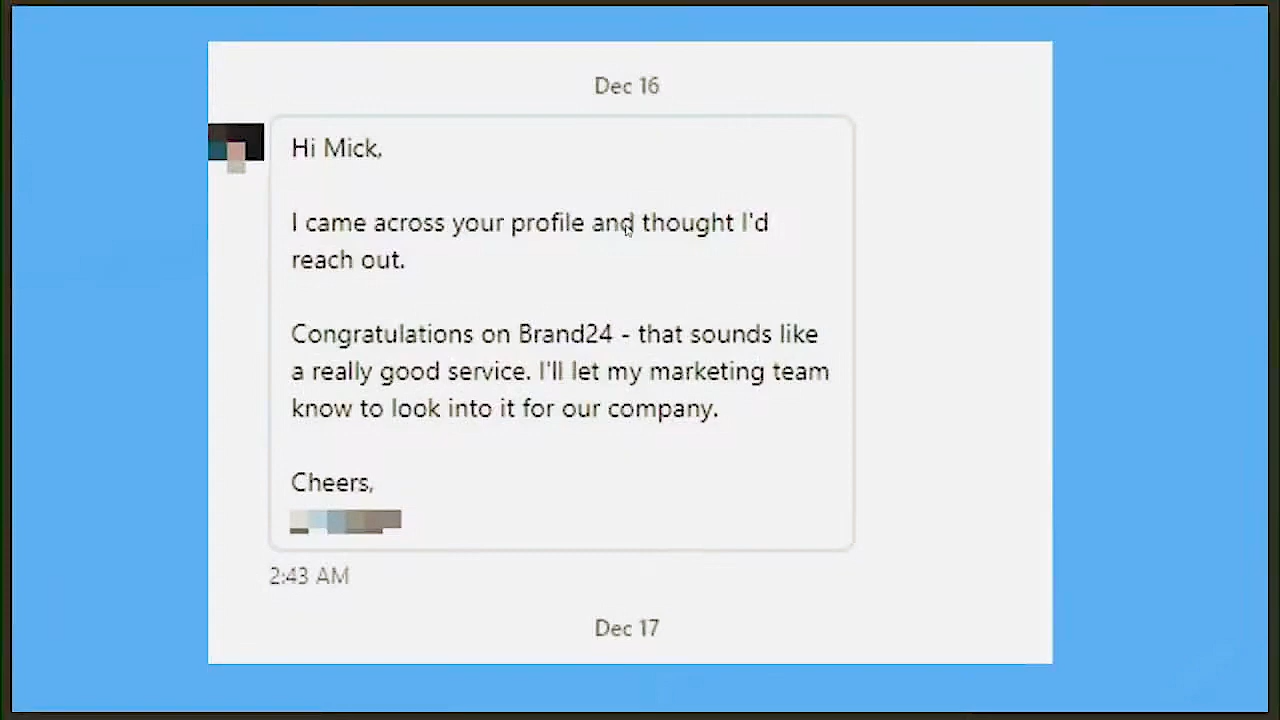 Dec 16
Hi Mick,
I came across your profile and thought I'd
reach out.
Congratulations on Brand24 - that sounds like
a really good service. I'll let my marketing team
know to look into it for our company.
Cheers,
2:43 AM
Dec 17